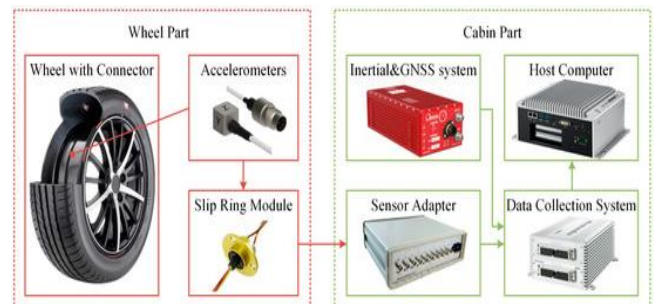 Wheel Part
Cabin Part
Wheel with Connector
Accelerometers
Inertial&GNSS system
Host Computer
Slip Ring Module
Sensor Adapter
Data Collection System